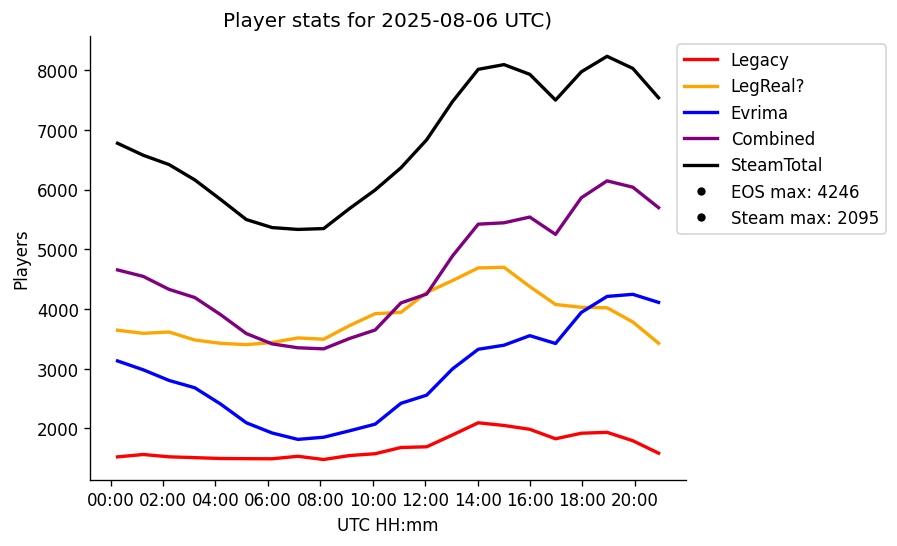 Player stats for 2025-08-06 UTC)
Legacy
LegReal?
Evrima
Combined
SteamTotal
EOS max: 4246
Steam max: 2095
8000
7000
6000
5000
4000
3000
2000
Players
00:00 02:00 04:00 06:00 08:00 10:00 12:00 14:00 16:00 18:00 20:00
UTC HH:mm